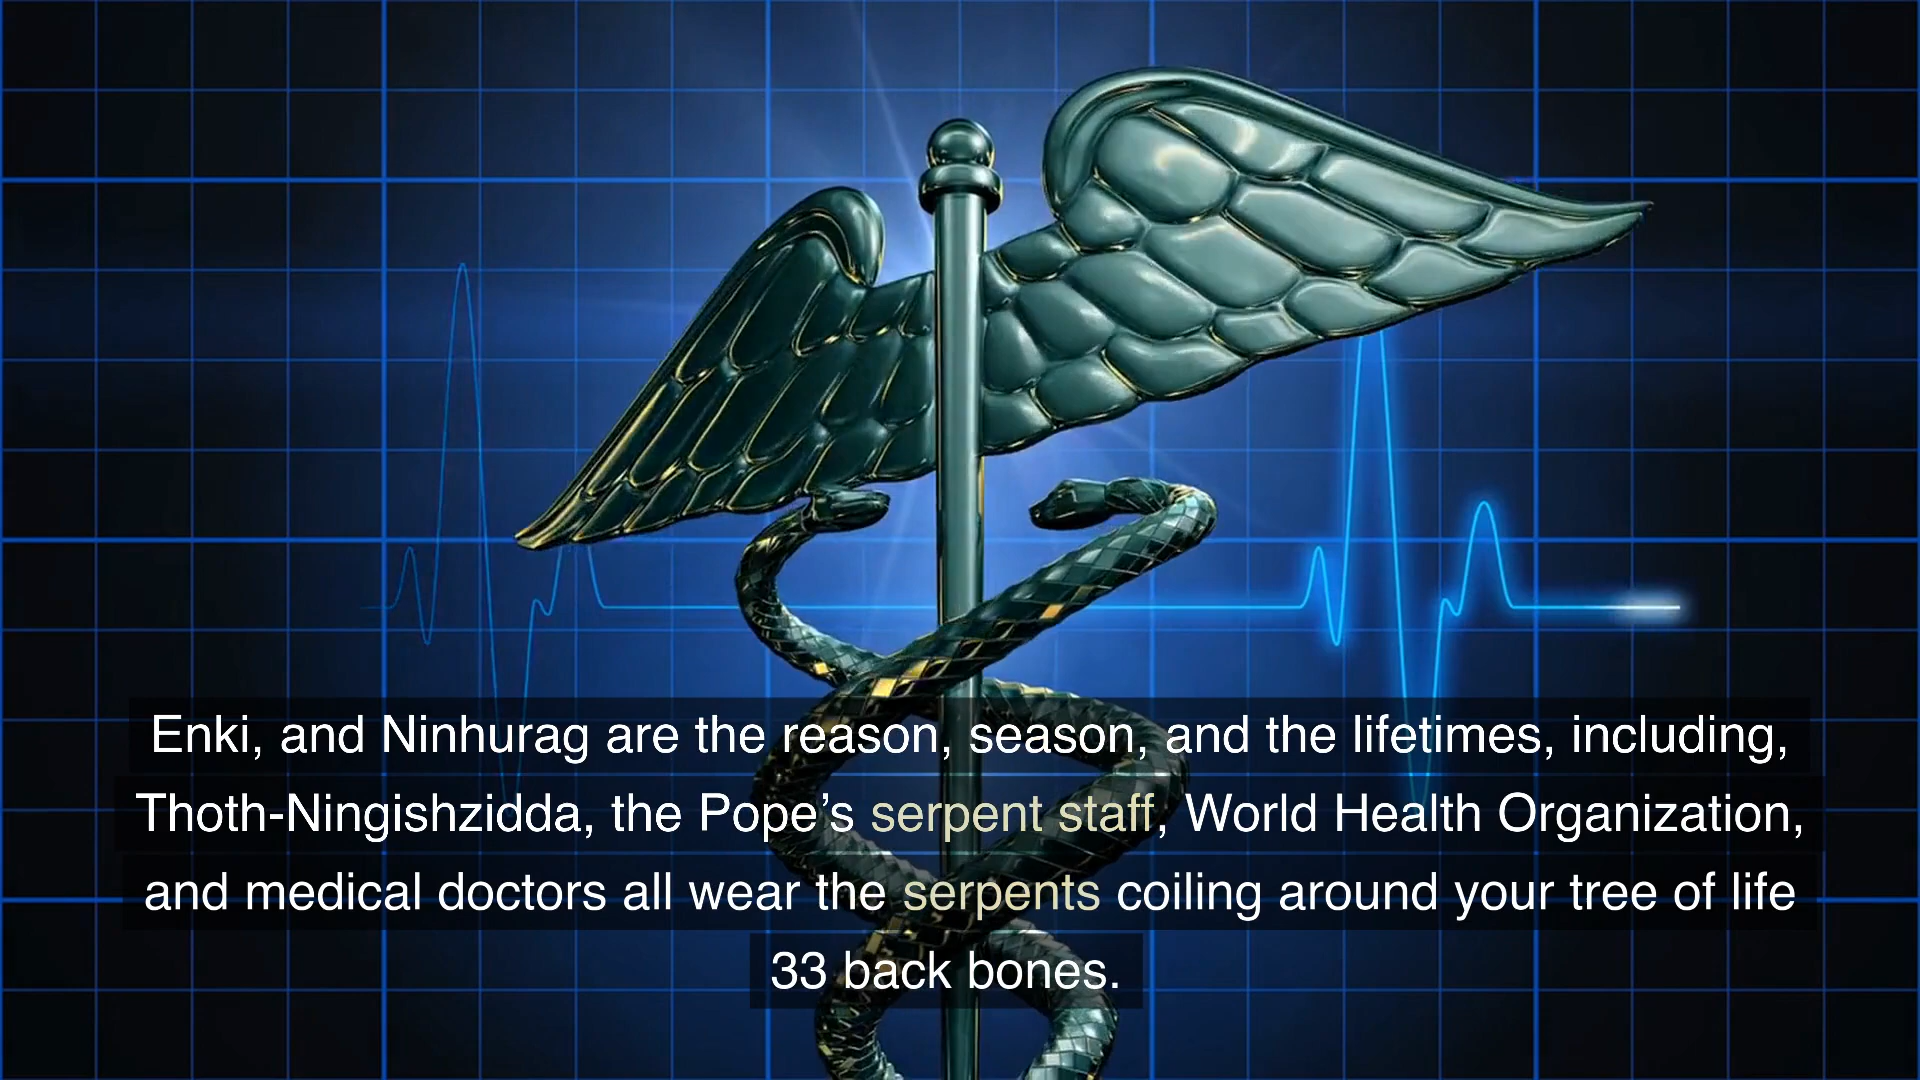 Enki, and Ninhurag are the reason, season, and the lifetimes, including,
Thoth-Ningishzidda, the Pope’s serpent staff, World Health Organization,
and medical doctors all wear the serpents coiling around your tree of life
33 back bones.